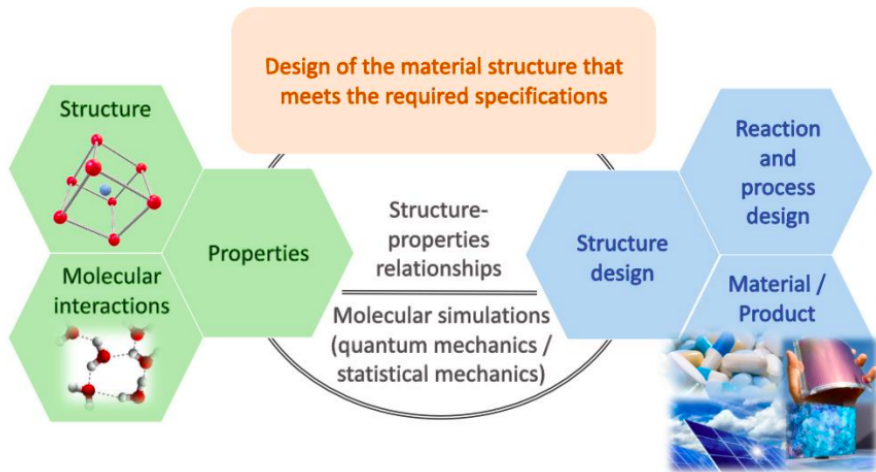 Design of the material structure that
meets the required specifications
Structure
Molecular
interactions
Properties
Structure-
properties
relationships
Molecular simulations
(quantum mechanics /
statistical mechanics)
Structure
design
Reaction
and
process
design
Material /
Product